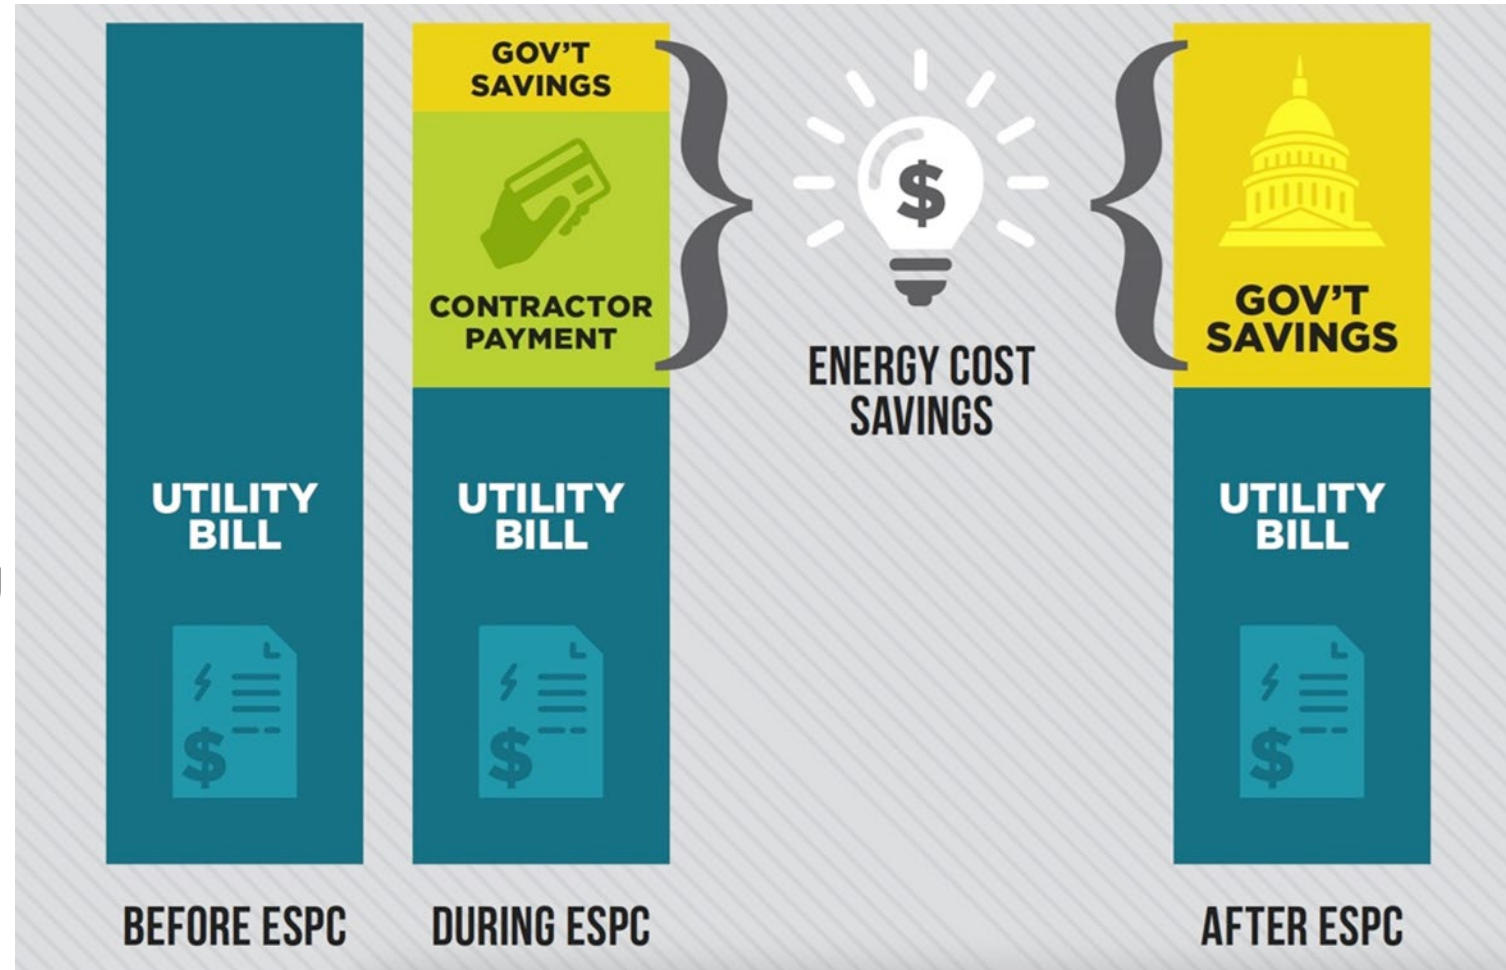 UTILITY
BILL
$
BEFORE ESPC
GOV'T
SAVINGS
CONTRACTOR
PAYMENT
UTILITY
BILL
$
DURING ESPC
$
ENERGY COST
SAVINGS
GOV'T
SAVINGS
UTILITY
BILL
$
AFTER ESPC